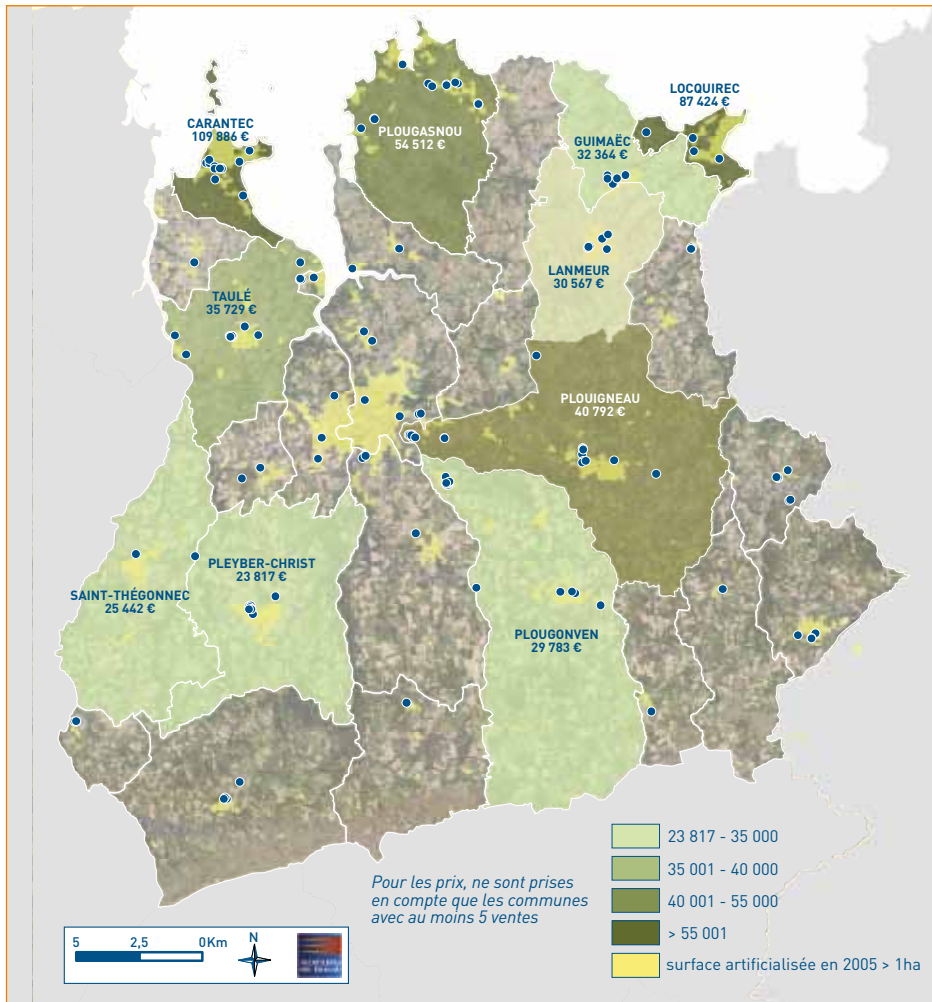 LOCQUIREC
87 424 €
CARANTEC
109 886 €
PLOUGASNOU
54 512 €
GUIMAËC
32 364 €
LANMEUR
30 567 €
TAULÉ
35 729 €
PLOUIGNEAU
40 792 €
PLEYBER-CHRIST
23 817 €
SAINT-THÉGONNEC
25 442 €
PLOUGONVEN
29 783 €
23 817 - 35 000
35 001 - 40 000
40 001 - 55 000
> 55 001
surface artificialisée en 2005 > 1ha
Pour les prix, ne sont prises
en compte que les communes
avec au moins 5 ventes
5 2,5 0Km
N